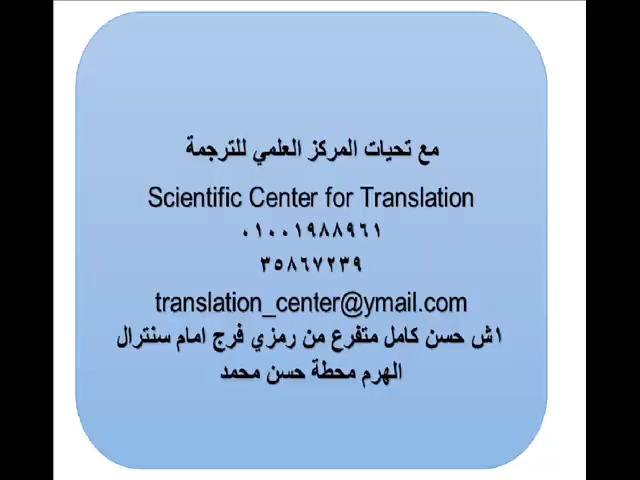 مع تحيات المركز العلمي للترجمة
Scientific Center for Translation
٠١٠٠١٩٨٨٩٦١
٣٥٨٦٧٢٣٩
translation_center@ymail.com
١ش حسن كامل متفرع من رمزي فرج امام سنترال
الهرم محطة حسن محمد